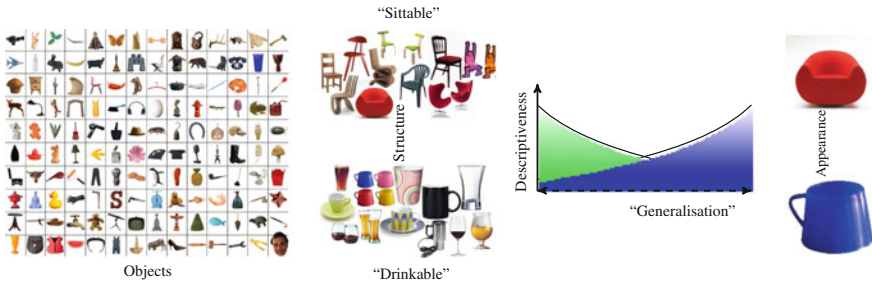 “Sittable”
Structure
“Drinkable”
Objects
Descriptiveness
“Generalisation”
Appearance
S